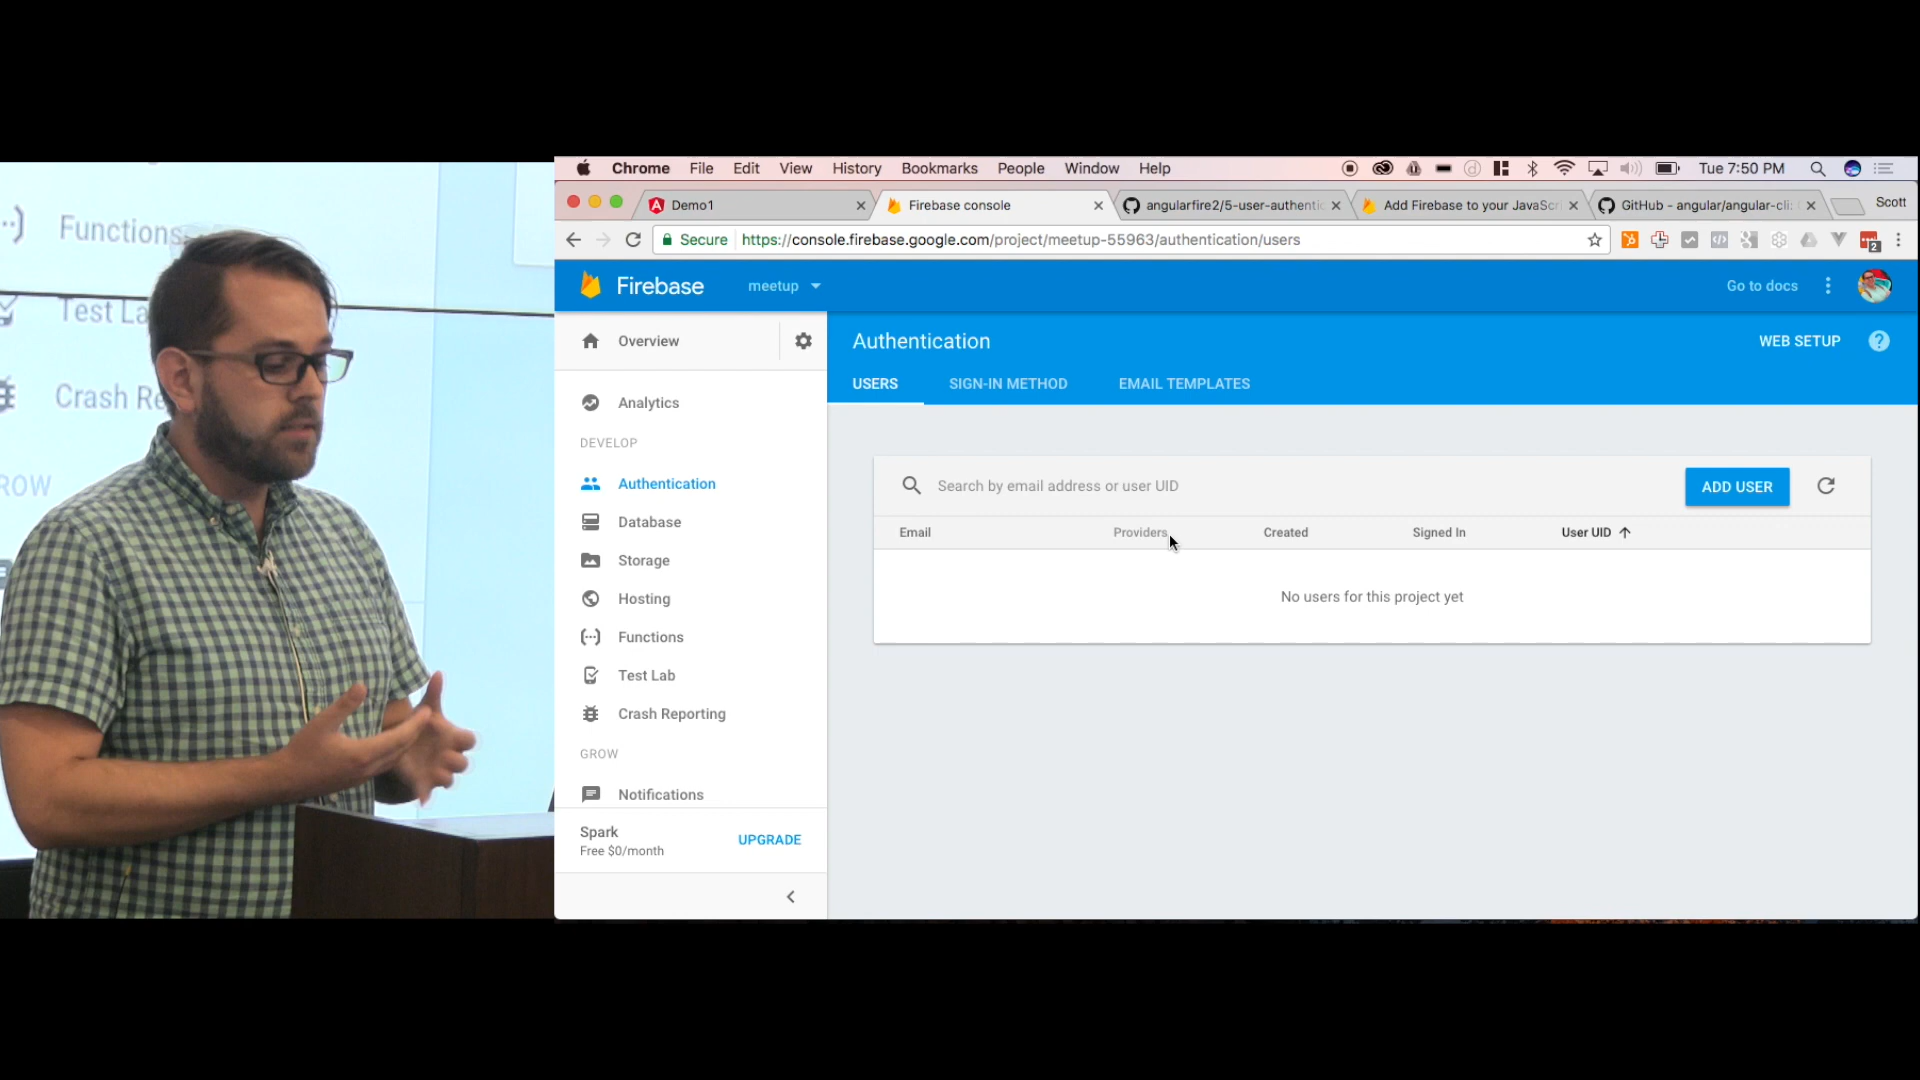 Functions
Test La
Crash Re
ROW
Chrome File Edit View History Bookmarks People Window Help Tue 7:50 PM
Demo1 Firebase console angularfire2/5-user-authentic Add Firebase to your JavaScr GitHub - angular/angular-cli: Scott
Secure https://console.firebase.google.com/project/meetup-55963/authentication/users 2
Firebase meetup Go to docs
Overview
Authentication WEB SETUP ?
USERS SIGN-IN METHOD EMAIL TEMPLATES
Analytics
DEVELOP
Authentication
Database
Storage
Hosting
Functions
Test Lab
Crash Reporting
GROW
Notifications
Spark
Free $0/month
UPGRADE
Search by email address or user UID ADD USER
Email Providers Created Signed In User UID
No users for this project yet